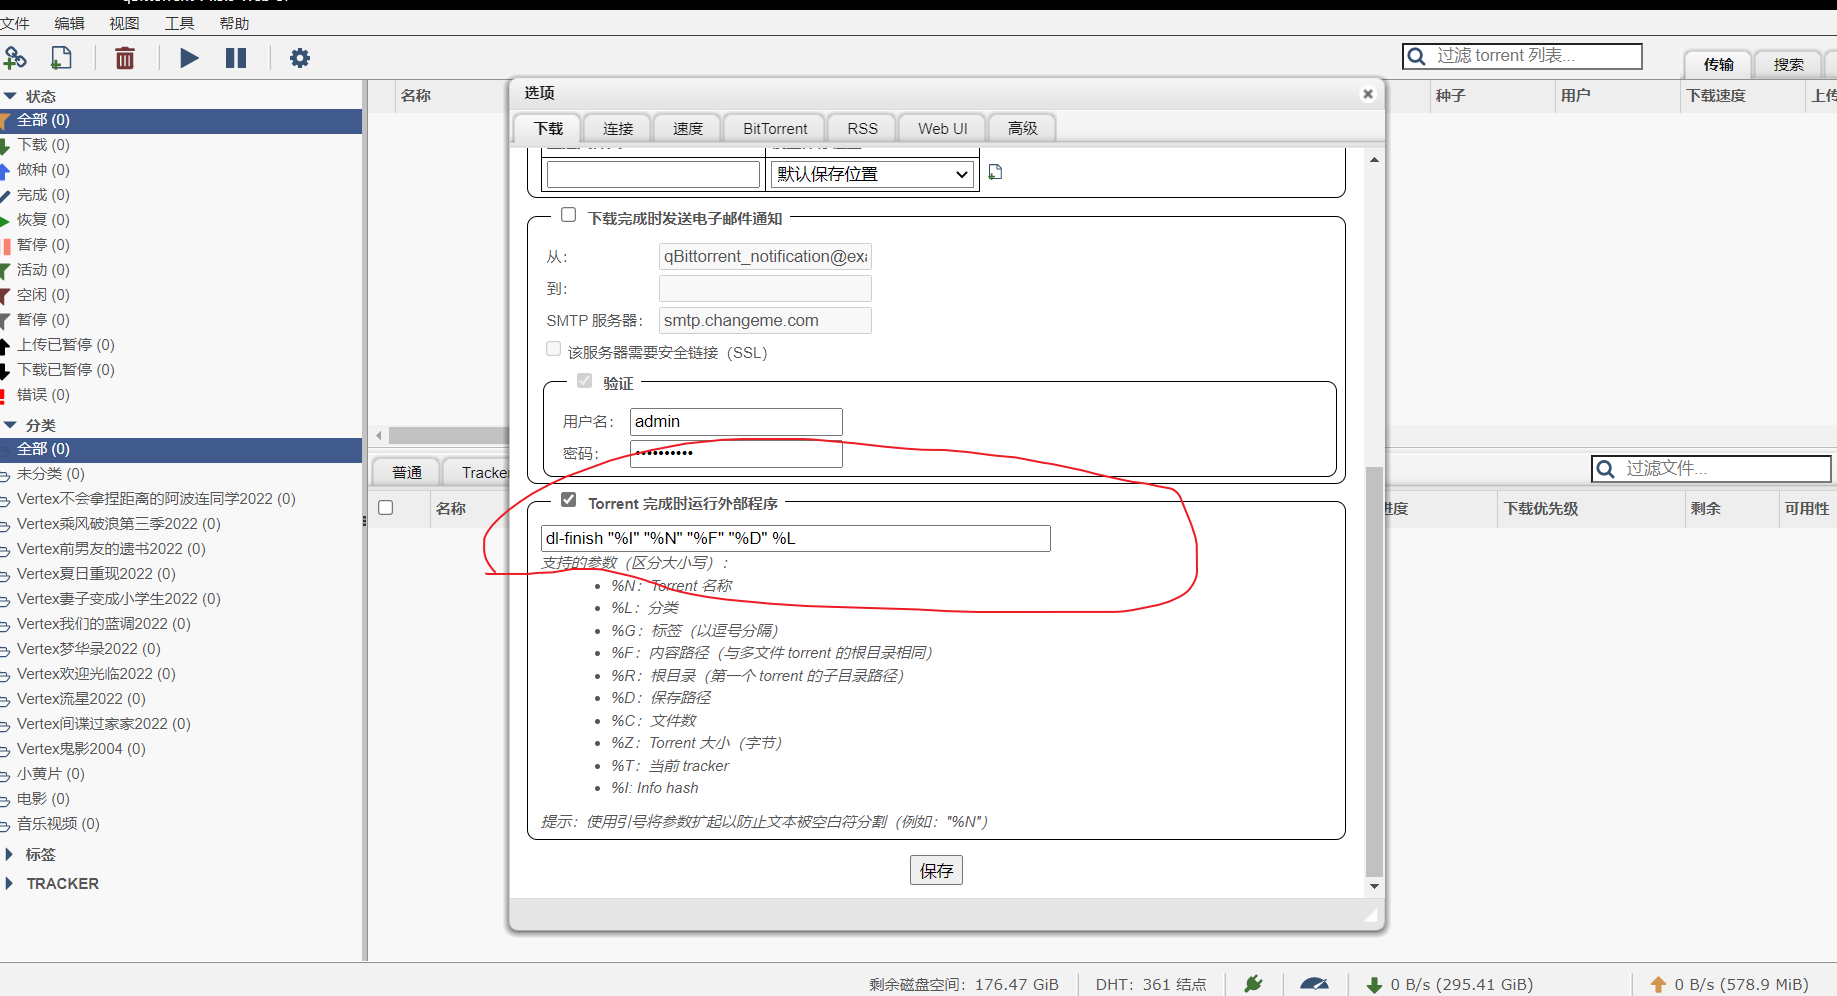 文件 编辑 视图 工具 帮助
过滤 torrent 列表...
传输 搜索
状态
全部 (0)
下载 (0)
做种 (0)
完成 (0)
恢复 (0)
暂停 (0)
活动 (0)
空闲 (0)
暂停 (0)
上传已暂停 (0)
下载已暂停 (0)
错误 (0)
分类
全部 (0)
未分类 (0)
Vertex不会拿捏距离的阿波连同学2022 (0)
Vertex乘风破浪第三季2022 (0)
Vertex前男友的遗书2022 (0)
Vertex夏日重现2022 (0)
Vertex妻子变成小学生2022 (0)
Vertex我们的蓝调2022 (0)
Vertex梦华录2022 (0)
Vertex欢迎光临2022 (0)
Vertex流星2022 (0)
Vertex间谍过家家2022 (0)
Vertex鬼影2004 (0)
小黄片 (0)
电影 (0)
音乐视频 (0)
标签
TRACKER
名称 种子 用户 下载速度 上传
选项
下载 连接 速度 BitTorrent RSS Web UI 高级
默认保存位置
下载完成时发送电子邮件通知
从：
qBittorrent_notification@exa
到：
SMTP 服务器：
smtp.changeme.com
该服务器需要安全链接（SSL）
验证
用户名：
admin
密码：
••••••••••
Torrent 完成时运行外部程序
dl-finish "%I" "%N" "%F" "%D" %L
支持的参数（区分大小写）：
%N：Torrent 名称
%L：分类
%G：标签（以逗号分隔）
%F：内容路径（与多文件 torrent 的根目录相同）
%R：根目录（第一个 torrent 的子目录路径）
%D：保存路径
%C：文件数
%Z：Torrent 大小（字节）
%T：当前 tracker
%I: Info hash
提示：使用引号将参数扩起以防止文本被空白符分割（例如："%N"）
保存
普通 Tracker
过滤文件...
名称 进度 下载优先级 剩余 可用性
剩余磁盘空间：176.47 GiB DHT：361 结点 0 B/s (295.41 GiB) 0 B/s (578.9 MiB)